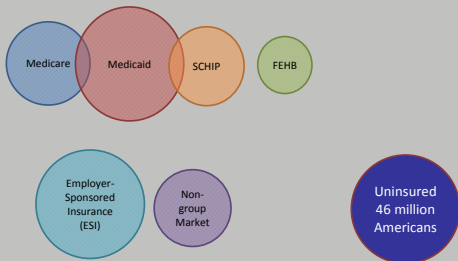 Medicare
Medicaid
SCHIP
FEHB
Employer-
Sponsored
Insurance
(ESI)
Non-
group
Market
Uninsured
46 million
Americans